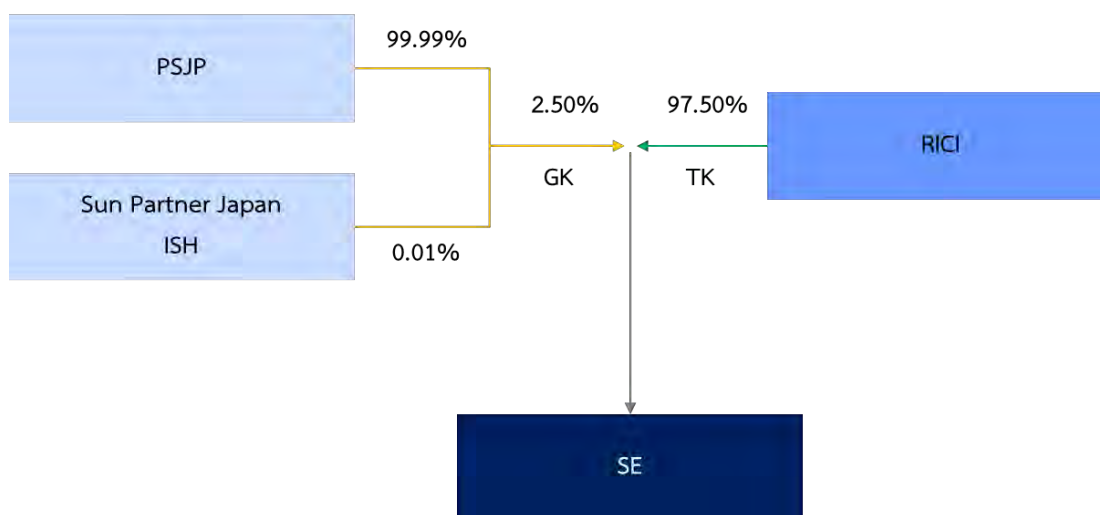 PSJP
99.99%
2.50%
97.50%
RICI
GK
TK
Sun Partner Japan
ISH
0.01%
SE